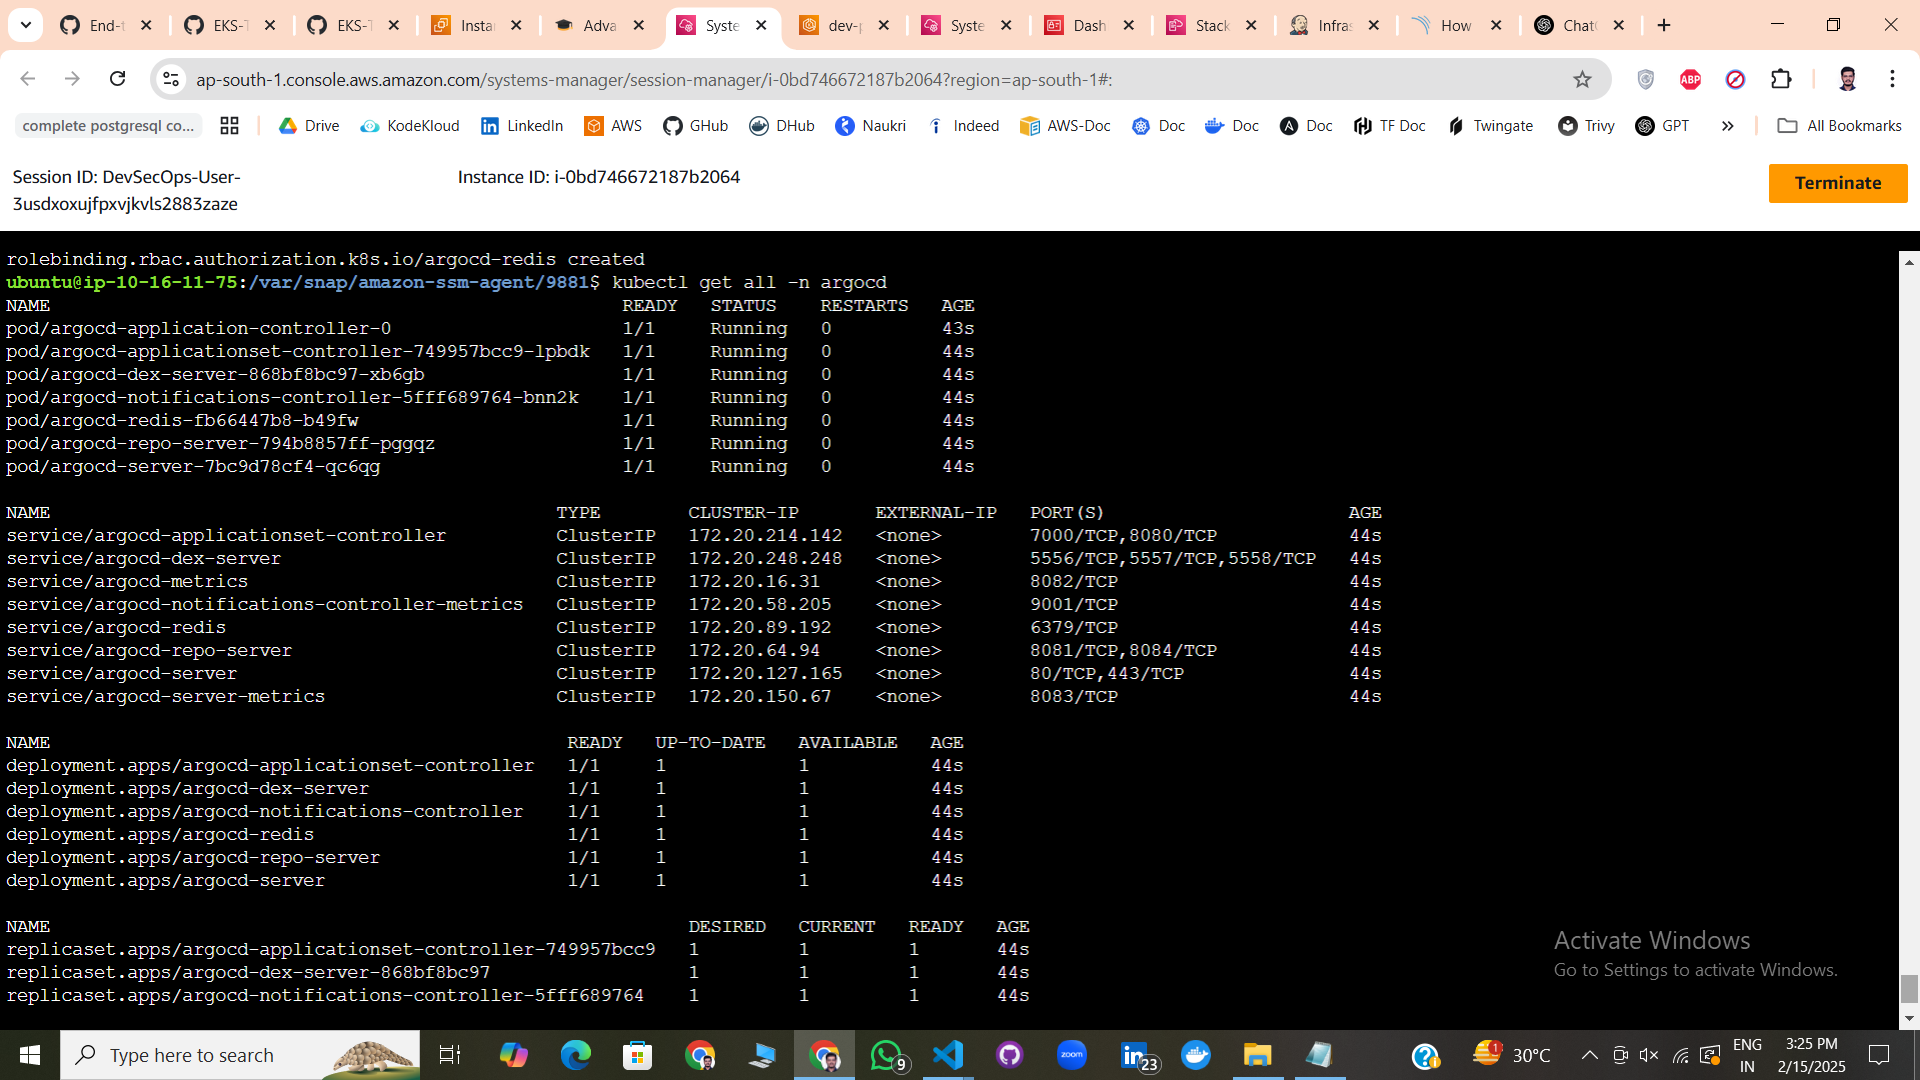 End-t
EKS-T
EKS-T
Instan
Adva
Syste
dev-p
Syste
Dash
Stack
Infras
How
Chat
ap-south-1.console.aws.amazon.com/systems-manager/session-manager/i-0bd746672187b2064?region=ap-south-1#:
ABP
complete postgresql co...
Drive
KodeKloud
LinkedIn
AWS
GHub
DHub
Naukri
Indeed
AWS-Doc
Doc
Doc
Doc
TF Doc
Twingate
Trivy
GPT
»
All Bookmarks
Session ID: DevSecOps-User-
3usdxoxujfpxvjkvls2883zaze
Instance ID: i-0bd746672187b2064
Terminate
rolebinding.rbac.authorization.k8s.io/argocd-redis created
ubuntu@ip-10-16-11-75:/var/snap/amazon-ssm-agent/9881$ kubectl get all -n argocd
NAME READY STATUS RESTARTS AGE
pod/argocd-application-controller-0 1/1 Running 0 43s
pod/argocd-applicationset-controller-749957bcc9-lpbdk 1/1 Running 0 44s
pod/argocd-dex-server-868bf8bc97-xb6gb 1/1 Running 0 44s
pod/argocd-notifications-controller-5fff689764-bnn2k 1/1 Running 0 44s
pod/argocd-redis-fb66447b8-b49fw 1/1 Running 0 44s
pod/argocd-repo-server-794b8857ff-pggqz 1/1 Running 0 44s
pod/argocd-server-7bc9d78cf4-qc6qg 1/1 Running 0 44s
NAME TYPE CLUSTER-IP EXTERNAL-IP PORT(S) AGE
service/argocd-applicationset-controller ClusterIP 172.20.214.142 <none> 7000/TCP,8080/TCP 44s
service/argocd-dex-server ClusterIP 172.20.248.248 <none> 5556/TCP,5557/TCP,5558/TCP 44s
service/argocd-metrics ClusterIP 172.20.16.31 <none> 8082/TCP 44s
service/argocd-notifications-controller-metrics ClusterIP 172.20.58.205 <none> 9001/TCP 44s
service/argocd-redis ClusterIP 172.20.89.192 <none> 6379/TCP 44s
service/argocd-repo-server ClusterIP 172.20.64.94 <none> 8081/TCP,8084/TCP 44s
service/argocd-server ClusterIP 172.20.127.165 <none> 80/TCP,443/TCP 44s
service/argocd-server-metrics ClusterIP 172.20.150.67 <none> 8083/TCP 44s
NAME READY UP-TO-DATE AVAILABLE AGE
deployment.apps/argocd-applicationset-controller 1/1 1 1 44s
deployment.apps/argocd-dex-server 1/1 1 1 44s
deployment.apps/argocd-notifications-controller 1/1 1 1 44s
deployment.apps/argocd-redis 1/1 1 1 44s
deployment.apps/argocd-repo-server 1/1 1 1 44s
deployment.apps/argocd-server 1/1 1 1 44s
NAME DESIRED CURRENT READY AGE
replicaset.apps/argocd-applicationset-controller-749957bcc9 1 1 1 44s
replicaset.apps/argocd-dex-server-868bf8bc97 1 1 1 44s
replicaset.apps/argocd-notifications-controller-5fff689764 1 1 1 44s
Activate Windows
Go to Settings to activate Windows.
Type here to search
9
zoom
23
1
30°C
ENG
IN
3:25 PM
2/15/2025